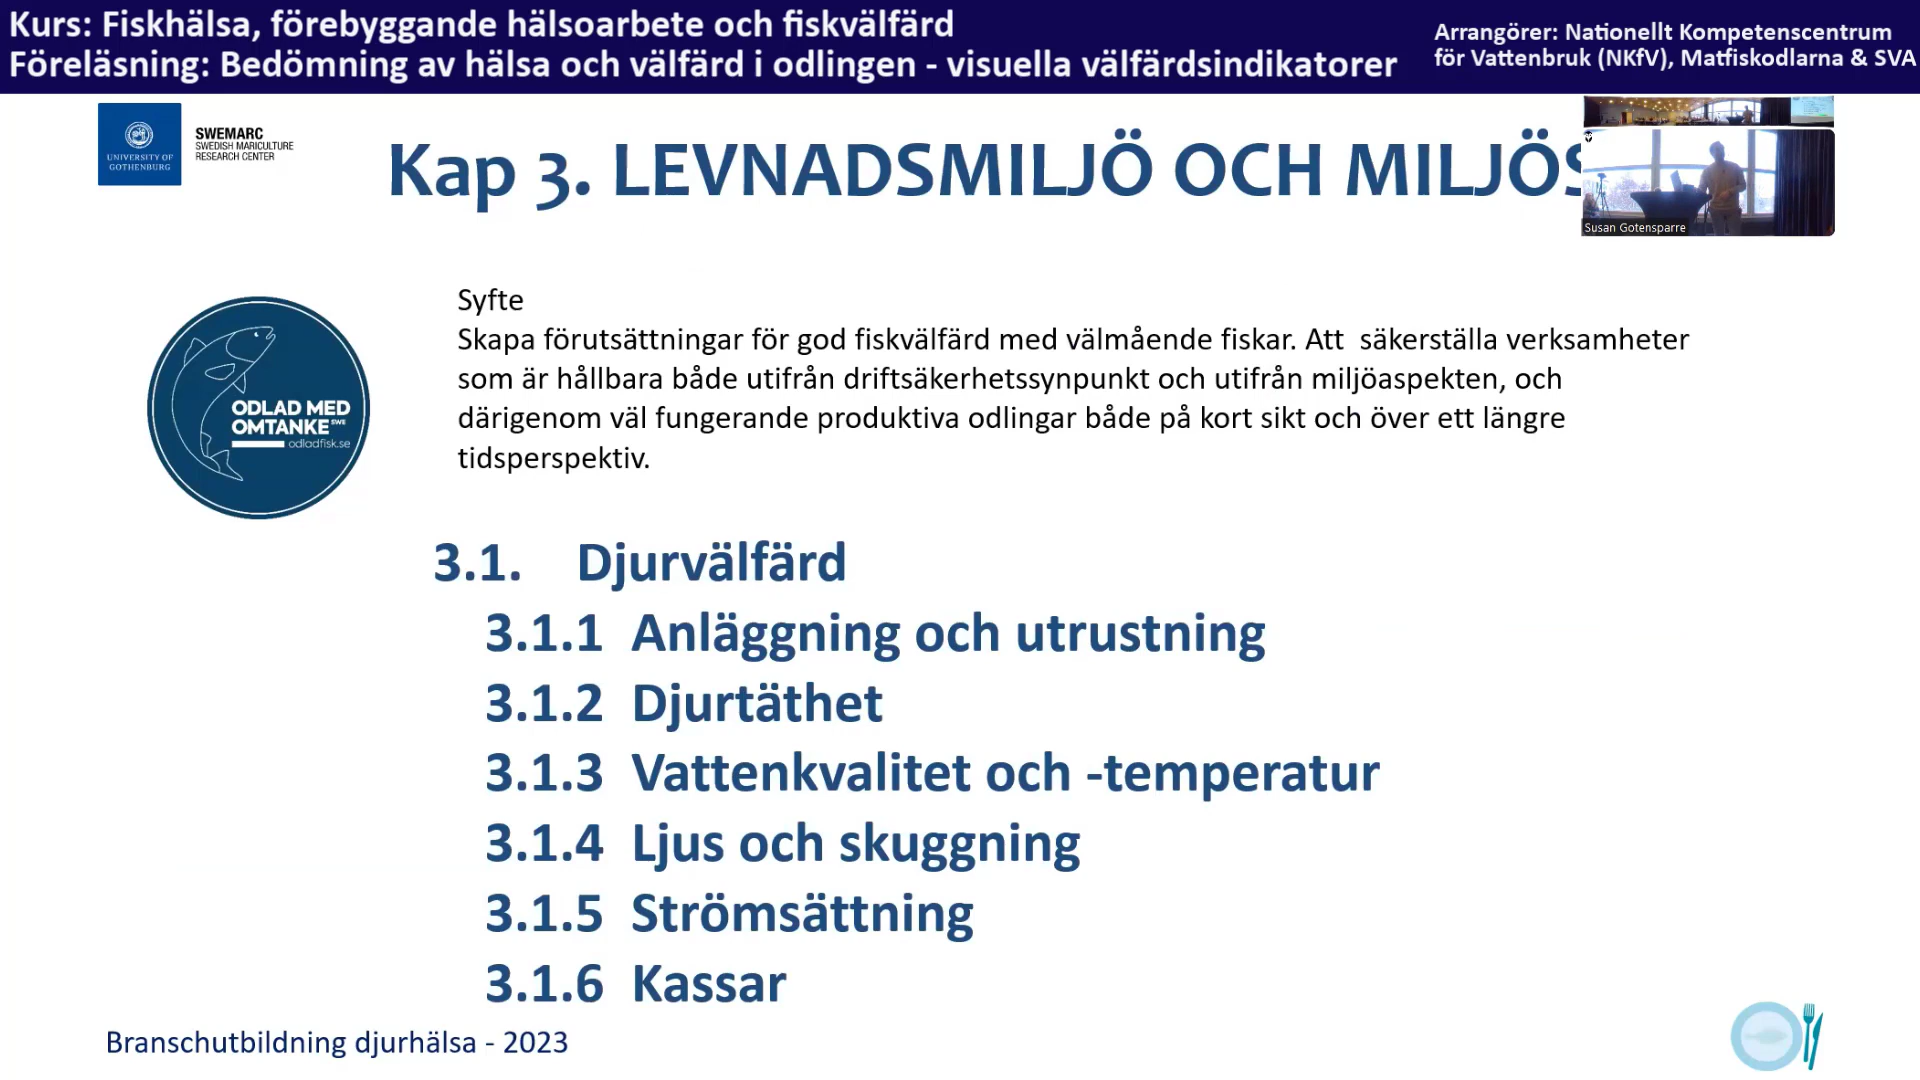 Kurs: Fiskhälsa, förebyggande hälsoarbete och fiskvälfärd
Föreläsning: Bedömning av hälsa och välfärd i odlingen - visuella välfärdsindikatorer
Arrangörer: Nationellt Kompetenscentrum
för Vattenbruk (NKfV), Matfiskodlarna & SVA
UNIVERSITY OF
GOTHENBURG
SWEMARC
SWEDISH MARICULTURE
RESEARCH CENTER
Kap 3. LEVNADSMILJÖ OCH MILJÖS
Susan Gotensparre
Syfte
Skapa förutsättningar för god fiskvälfärd med välmående fiskar. Att  säkerställa verksamheter
som är hållbara både utifrån driftsäkerhetssynpunkt och utifrån miljöaspekten, och
därigenom väl fungerande produktiva odlingar både på kort sikt och över ett längre
tidsperspektiv.
ODLAD MED
OMTANKE SWE
odladfisk.se
3.1. Djurvälfärd
3.1.1 Anläggning och utrustning
3.1.2 Djurtäthet
3.1.3 Vattenkvalitet och -temperatur
3.1.4 Ljus och skuggning
3.1.5 Strömsättning
3.1.6 Kassar
Branschutbildning djurhälsa - 2023